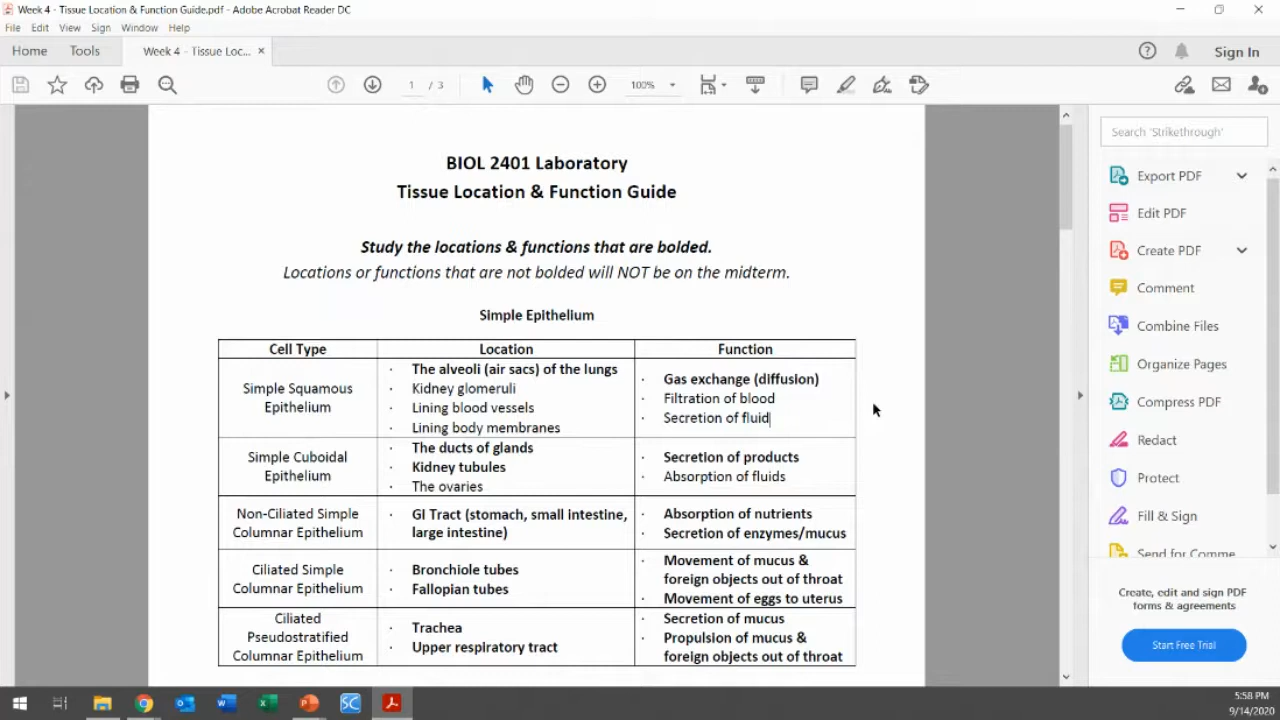 Week 4 - Tissue Location & Function Guide.pdf - Adobe Acrobat Reader DC
File Edit View Sign Window Help
Home Tools Week 4 - Tissue Loc... × Sign In
1 / 3 100%
BIOL 2401 Laboratory
Tissue Location & Function Guide
Study the locations & functions that are bolded.
Locations or functions that are not bolded will NOT be on the midterm.
Simple Epithelium
Cell Type Location Function
Simple Squamous
Epithelium
· The alveoli (air sacs) of the lungs
· Kidney glomeruli
· Lining blood vessels
· Lining body membranes
· Gas exchange (diffusion)
· Filtration of blood
· Secretion of fluid
Simple Cuboidal
Epithelium
· The ducts of glands
· Kidney tubules
· The ovaries
· Secretion of products
· Absorption of fluids
Non-Ciliated Simple
Columnar Epithelium
· GI Tract (stomach, small intestine,
large intestine)
· Absorption of nutrients
· Secretion of enzymes/mucus
Ciliated Simple
Columnar Epithelium
· Bronchiole tubes
· Fallopian tubes
· Movement of mucus &
foreign objects out of throat
· Movement of eggs to uterus
Ciliated
Pseudostratified
Columnar Epithelium
· Trachea
· Upper respiratory tract
· Secretion of mucus
· Propulsion of mucus &
foreign objects out of throat
Search 'Strikethrough'
Export PDF
Edit PDF
Create PDF
Comment
Combine Files
Organize Pages
Compress PDF
Redact
Protect
Fill & Sign
Send for Comme
Create, edit and sign PDF
forms & agreements
Start Free Trial
5:58 PM
9/14/2020